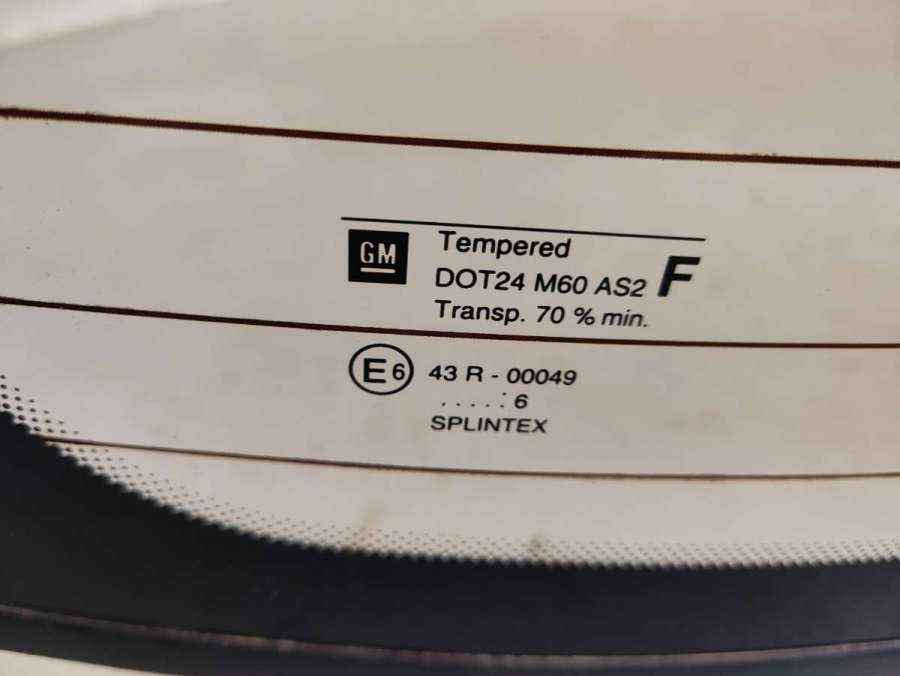 GM
Tempered
DOT24 M60 AS2 F
Transp. 70 % min.
E6 43 R - 00049
. . . . : 6
SPLINTEX